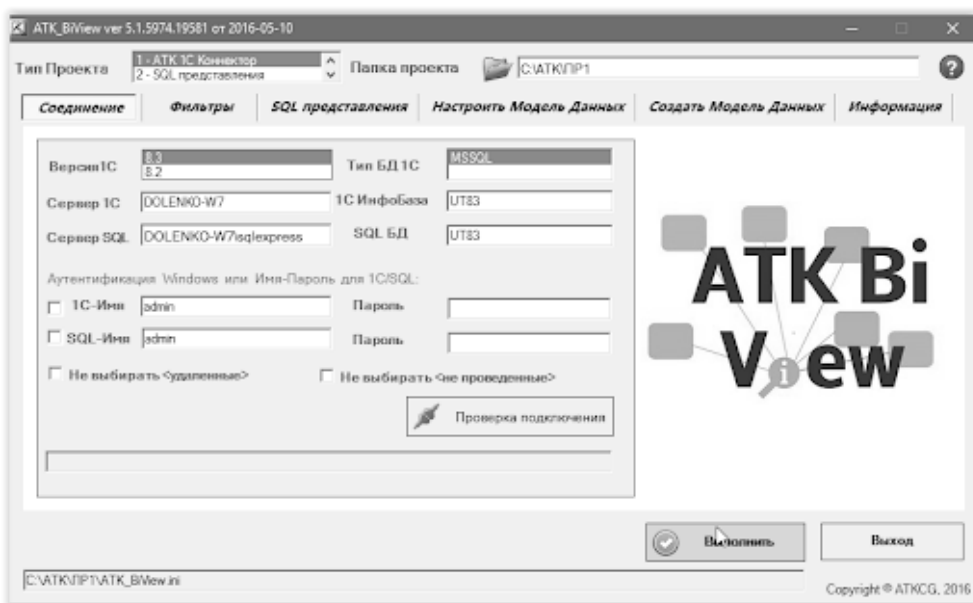 ATK_BiView ver 5.1.5974.19581 от 2016-05-10
Тип Проекта 1 - АТК 1С Коннектор Папка проекта C:\АТК\ПР1
2 - SQL представления
Соединение Фильтры SQL представления Настроить Модель Данных Создать Модель Данных Информация
Версия1С 8.3 Тип БД 1С MSSQL
8.2
Сервер 1С DOLENKO-W7 1С ИнфоБаза UT83
Сервер SQL DOLENKO-W7\sqlexpress SQL БД UT83
Аутентификация Windows или Имя-Пароль для 1С/SQL:
1С-Имя admin Пароль
SQL-Имя admin Пароль
Не выбирать <удаленные> Не выбирать <не проведенные>
Проверка подключения
ATK Bi
View
Выполнить Выход
C:\АТК\ПР1\ATK_BiView.ini
Copyright © ATKCG, 2016